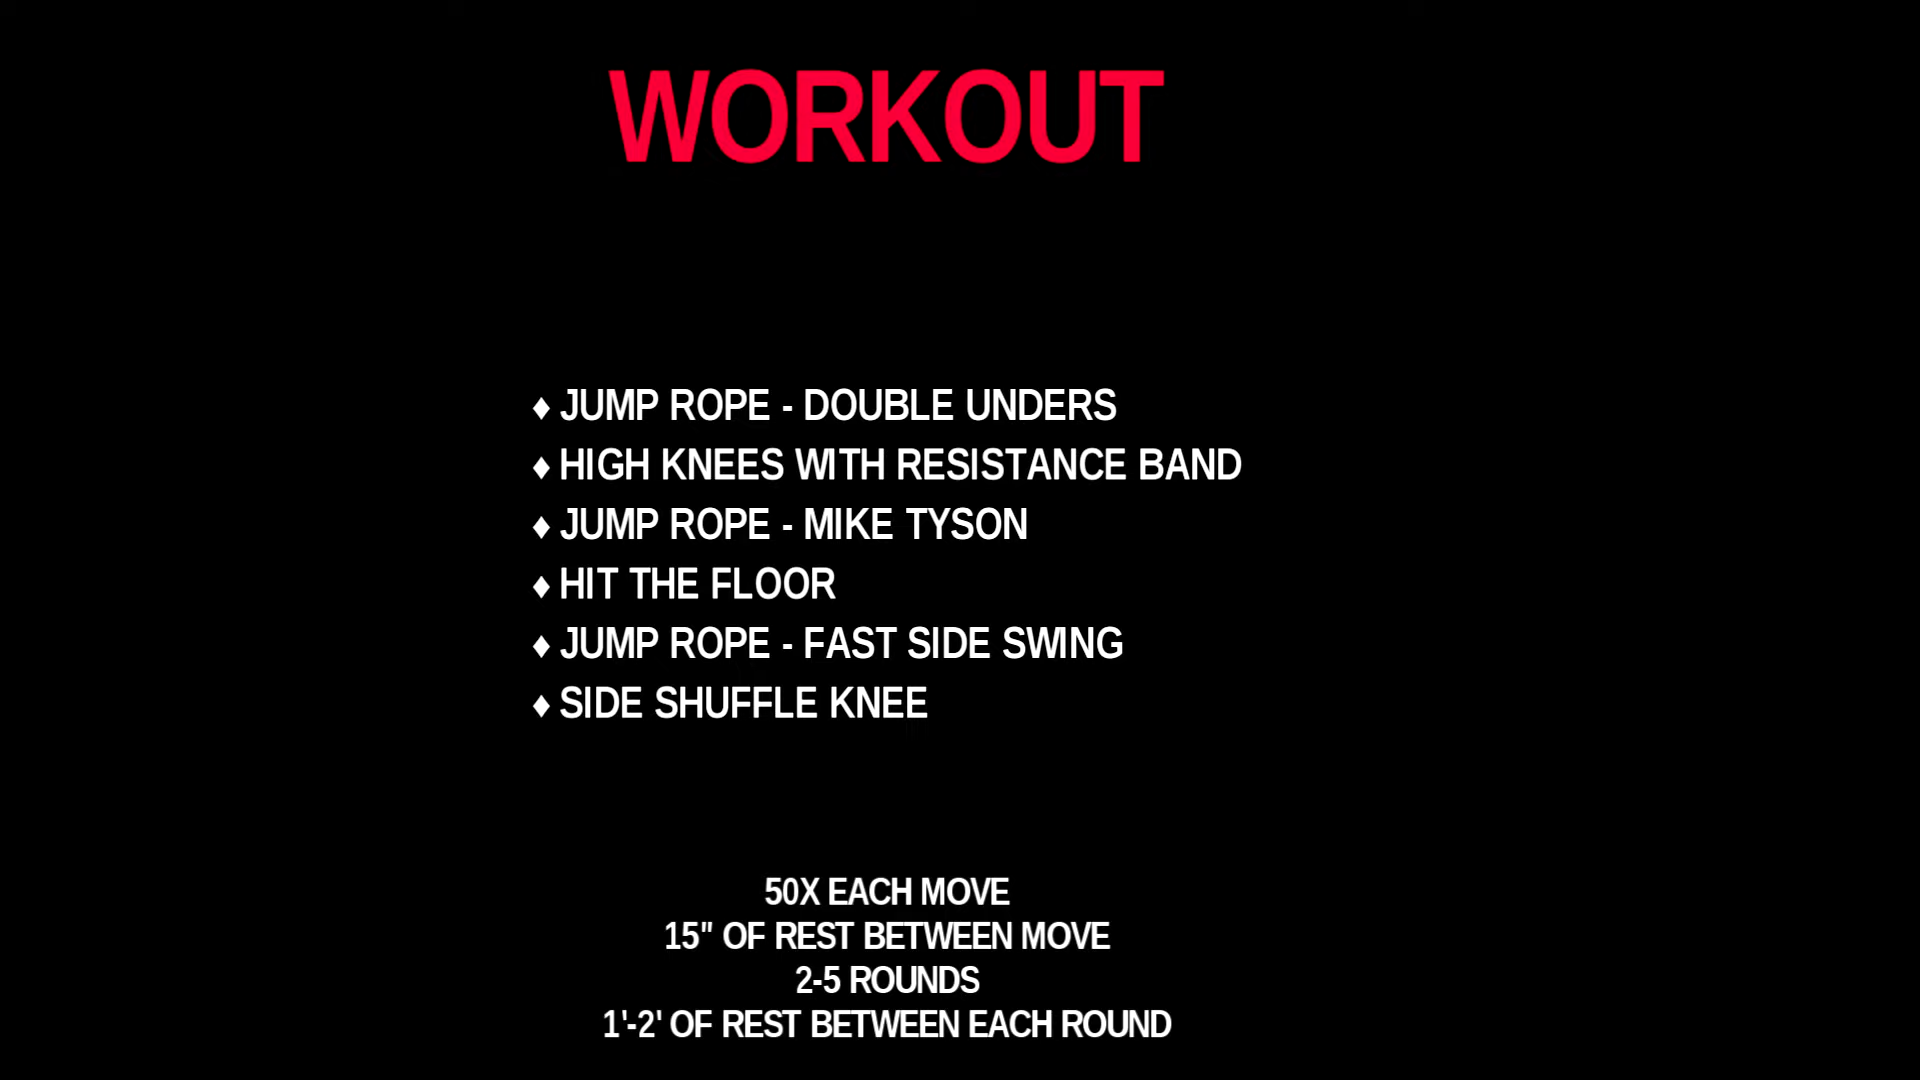 WORKOUT
♦ JUMP ROPE - DOUBLE UNDERS
♦ HIGH KNEES WITH RESISTANCE BAND
♦ JUMP ROPE - MIKE TYSON
♦ HIT THE FLOOR
♦ JUMP ROPE - FAST SIDE SWING
♦ SIDE SHUFFLE KNEE
50X EACH MOVE
15" OF REST BETWEEN MOVE
2-5 ROUNDS
1'-2' OF REST BETWEEN EACH ROUND